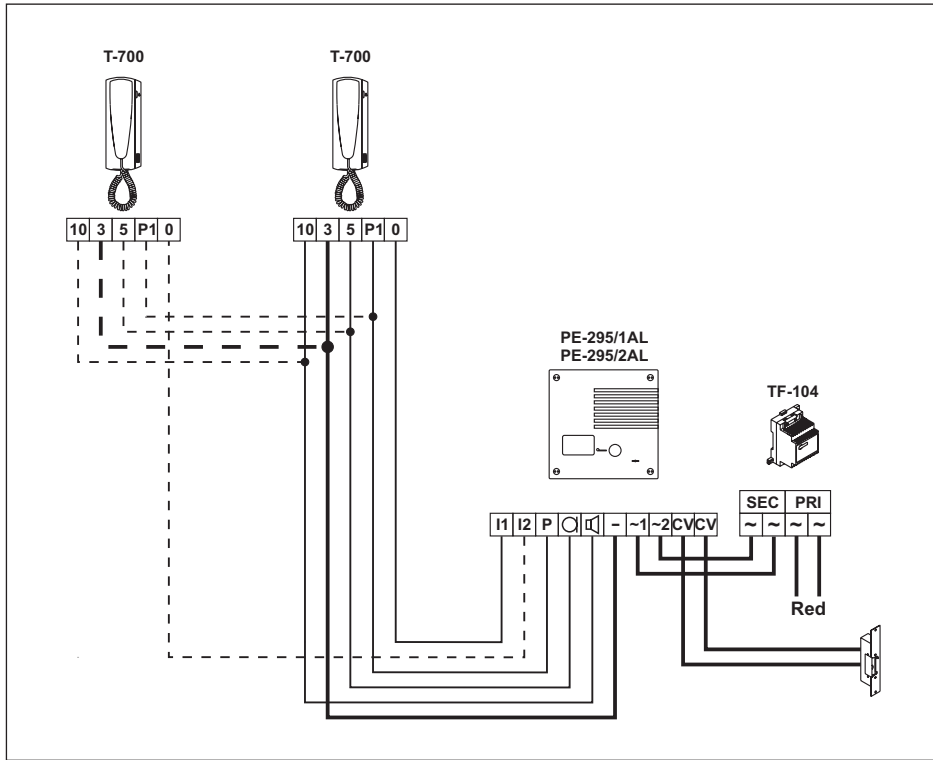 T-700 T-700
10 3 5 P1 0 10 3 5 P1 0
PE-295/1AL
PE-295/2AL
TF-104
SEC PRI
I1 I2 P – ~1 ~2 CV CV ~ ~ ~ ~
Red